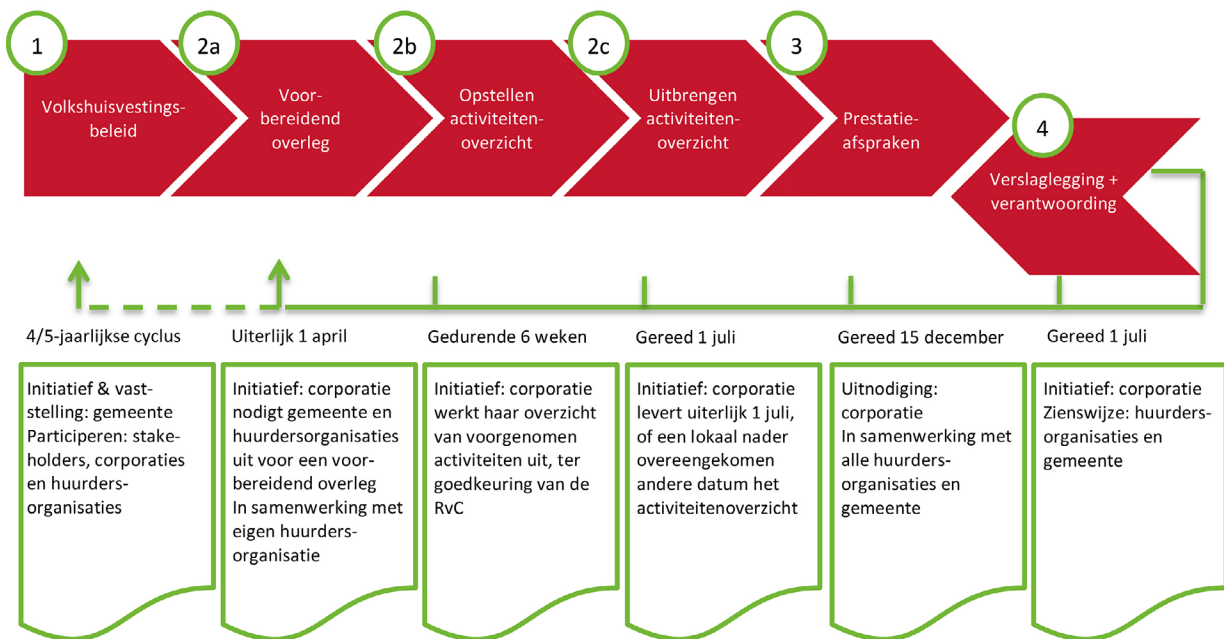 1
Volkshuisvestings-
beleid
2a
Voor-
bereidend
overleg
2b
Opstellen
activiteiten-
overzicht
2c
Uitbrengen
activiteiten-
overzicht
3
Prestatie-
afspraken
4
Verslaglegging +
verantwoording
4/5-jaarlijkse cyclus
Initiatief & vast-
stelling: gemeente
Participeren: stake-
holders, corporaties
en huurders-
organisaties
Uiterlijk 1 april
Initiatief: corporatie
nodigt gemeente en
huurdersorganisaties
uit voor een voor-
bereidend overleg
In samenwerking met
eigen huurders-
organisatie
Gedurende 6 weken
Initiatief: corporatie
werkt haar overzicht
van voorgenomen
activiteiten uit, ter
goedkeuring van de
RvC
Gereed 1 juli
Initiatief: corporatie
levert uiterlijk 1 juli,
of een lokaal nader
overeengekomen
andere datum het
activiteitenoverzicht
Gereed 15 december
Uitnodiging:
corporatie
In samenwerking met
alle huurders-
organisaties en
gemeente
Gereed 1 juli
Initiatief: corporatie
Zienswijze: huurders-
organisaties en
gemeente